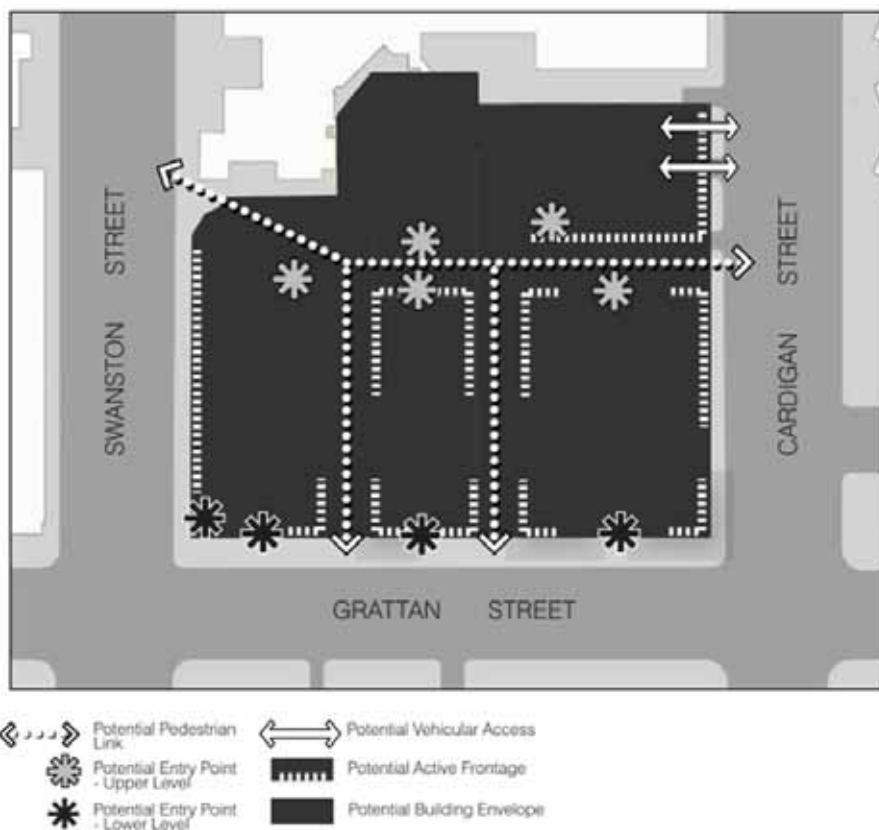 SWANSTON STREET
CARDIGAN STREET
GRATTAN STREET
Potential Pedestrian
Link
Potential Vehicular Access
Potential Entry Point
- Upper Level
Potential Active Frontage
Potential Entry Point
- Lower Level
Potential Building Envelope